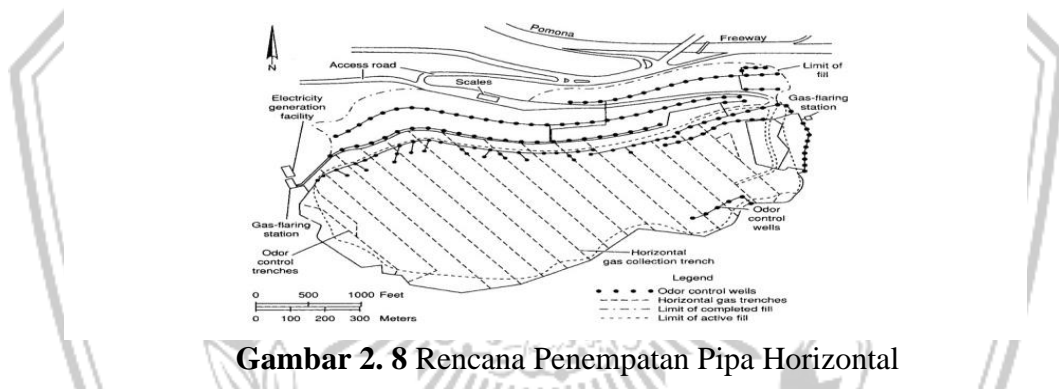 Pomona
Freeway
N
Access road
Scales
Limit of
fill
Electricity
generation
facility
Gas-flaring
station
Gas-flaring
station
Odor
control
wells
Odor
control
trenches
Horizontal
gas collection trench
Legend
Odor control wells
Horizontal gas trenches
Limit of completed fill
Limit of active fill
0 500 1000 Feet
0 100 200 300
Meters
Gambar 2. 8 Rencana Penempatan Pipa Horizontal